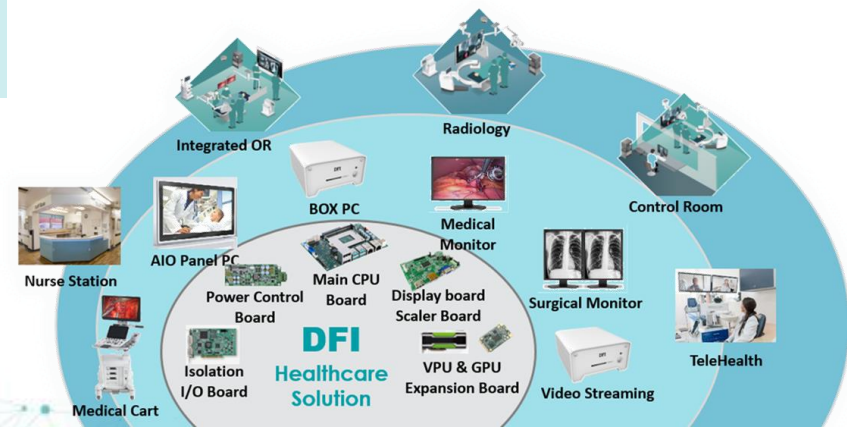 Integrated OR
Radiology
Control Room
Nurse Station
AIO Panel PC
DFI
BOX PC
Medical
Monitor
Surgical Monitor
TeleHealth
Medical Cart
DFI
Video Streaming
Power Control
Board
Main CPU
Board
Display board
Scaler Board
Isolation
I/O Board
VPU & GPU
Expansion Board
DFI
Healthcare
Solution